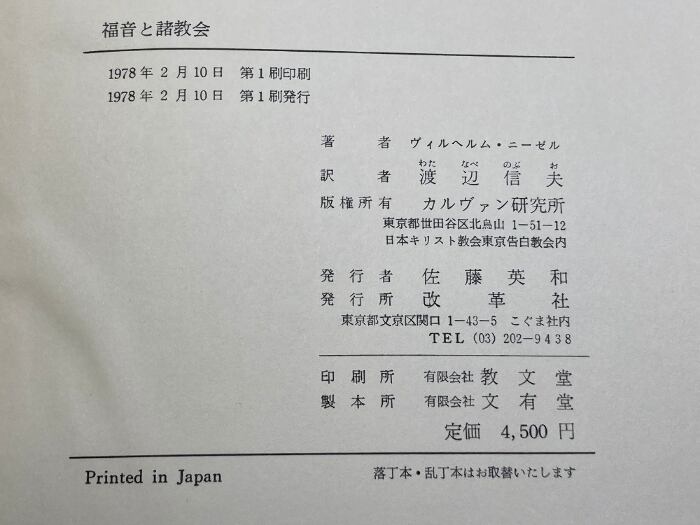 福音と諸教会
1978年2月10日 第1刷印刷
1978年2月10日 第1刷発行
著者 ヴィルヘルム・ニーゼル
わた なべ のぶ お
訳者 渡辺信夫
版権所有 カルヴァン研究所
東京都世田谷区北烏山1-51-12
日本キリスト教会東京告白教会内
発行者 佐藤英和
発行所 改革社
東京都文京区関口1-43-5 こぐま社内
TEL (03) 202-9438
印刷所 有限会社 教文堂
製本所 有限会社 文有堂
定価 4,500円
Printed in Japan 落丁本・乱丁本はお取替いたします